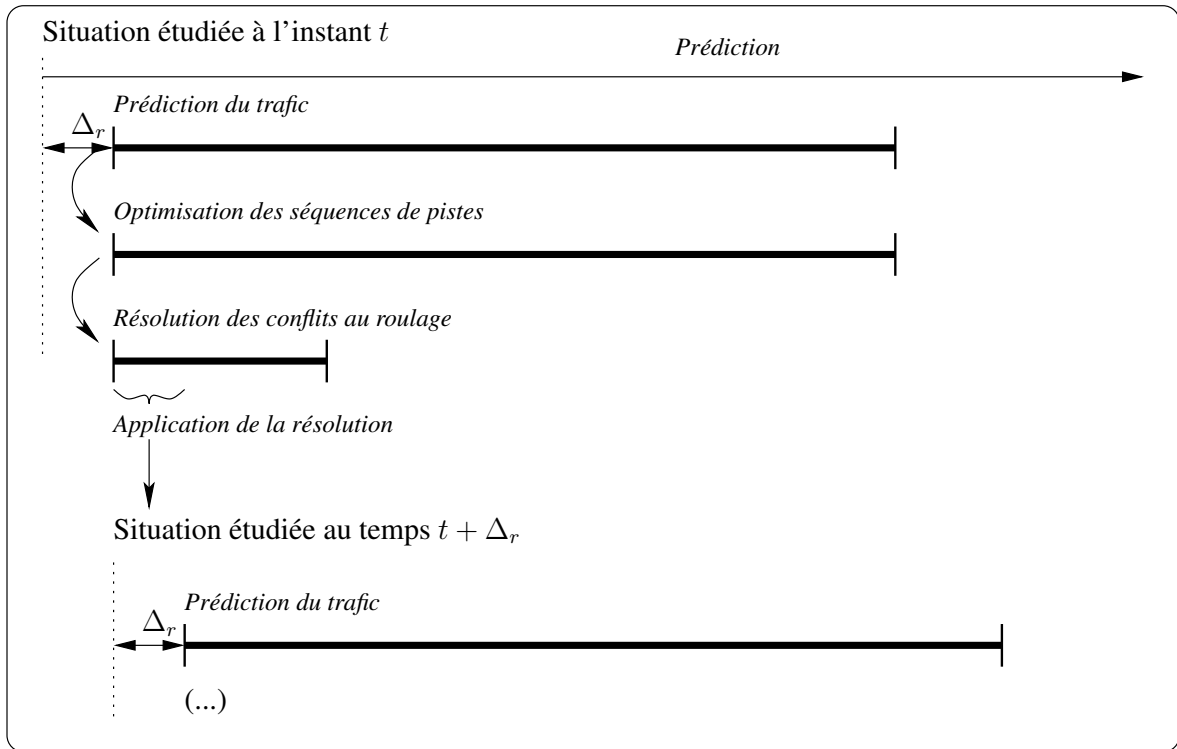 Situation étudiée à l'instant t
Prédiction
Prédiction du trafic
Δr
Optimisation des séquences de pistes
Résolution des conflits au roulage
Application de la résolution
Situation étudiée au temps t + Δr
Prédiction du trafic
Δr
(...)